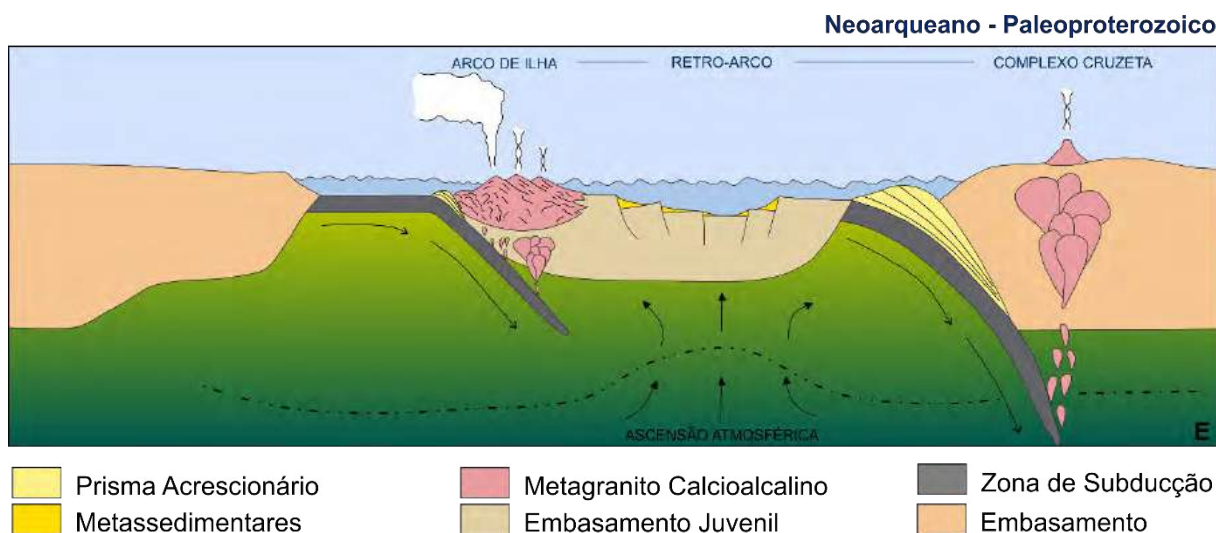 Neoarqueano - Paleoproterozoico
ARCO DE ILHA RETRO-ARCO COMPLEXO CRUZETA
ASCENSÃO ATMOSFÉRICA
E
Prisma Acrescionário Metagranito Calcioalcalino Zona de Subducção
Metassedimentares Embasamento Juvenil Embasamento